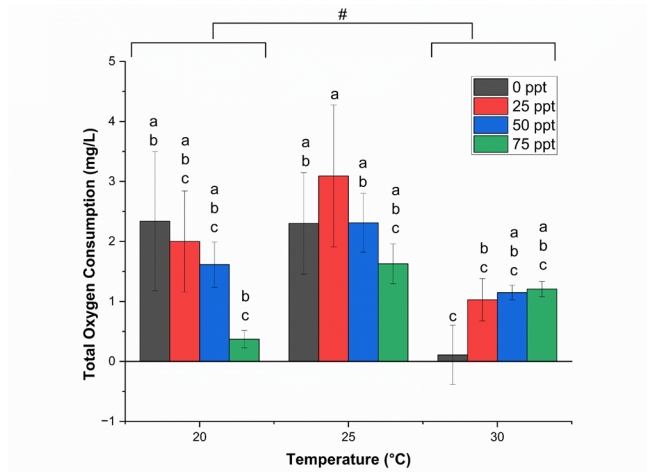 #
5
4
3
2
1
0
−1
Total Oxygen Consumption (mg/L)
0 ppt
25 ppt
50 ppt
75 ppt
a
b
a
b
c
a
b
c
b
c
a
b
a
a
b
a
b
c
c
b
c
a
b
c
a
b
c
20
25
30
Temperature (°C)